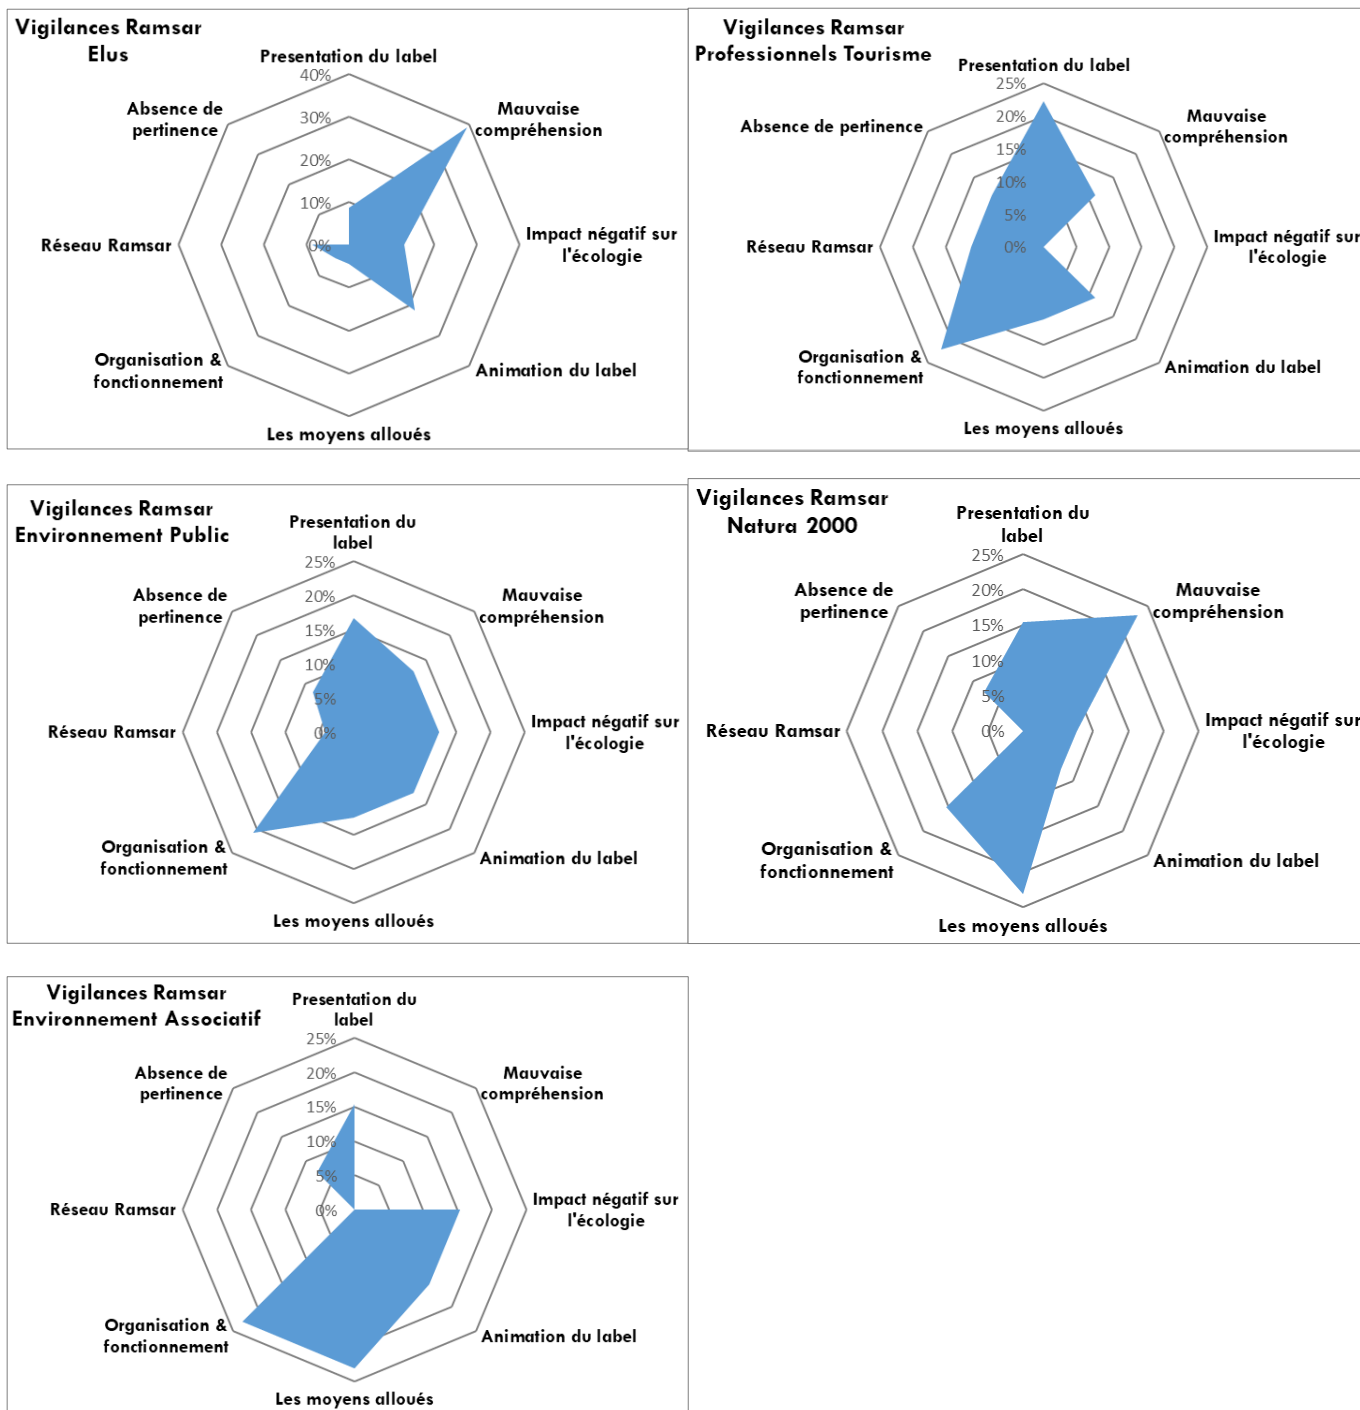 Vigilances Ramsar
Elus
Presentation du label
40%
30%
20%
10%
0%
Mauvaise
compréhension
Impact négatif sur
l'écologie
Animation du label
Les moyens alloués
Organisation &
fonctionnement
Réseau Ramsar
Absence de
pertinence
Vigilances Ramsar
Professionnels Tourisme
Presentation du label
25%
20%
15%
10%
5%
0%
Mauvaise
compréhension
Impact négatif sur
l'écologie
Animation du label
Les moyens alloués
Organisation &
fonctionnement
Réseau Ramsar
Absence de pertinence
Vigilances Ramsar
Environnement Public
Presentation du
label
25%
20%
15%
10%
5%
0%
Mauvaise
compréhension
Impact négatif sur
l'écologie
Animation du label
Les moyens alloués
Organisation &
fonctionnement
Réseau Ramsar
Absence de
pertinence
Vigilances Ramsar
Natura 2000
Presentation du
label
25%
20%
15%
10%
5%
0%
Mauvaise
compréhension
Impact négatif sur
l'écologie
Animation du label
Les moyens alloués
Organisation &
fonctionnement
Réseau Ramsar
Absence de
pertinence
Vigilances Ramsar
Environnement Associatif
Presentation du
label
25%
20%
15%
10%
5%
0%
Mauvaise
compréhension
Impact négatif sur
l'écologie
Animation du label
Les moyens alloués
Organisation &
fonctionnement
Réseau Ramsar
Absence de
pertinence